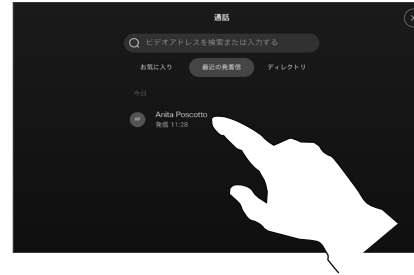 通話
ビデオアドレスを検索または入力する
お気に入り 最近の発着信 ディレクトリ
今日
AP Anita Poscotto
発信 11:28